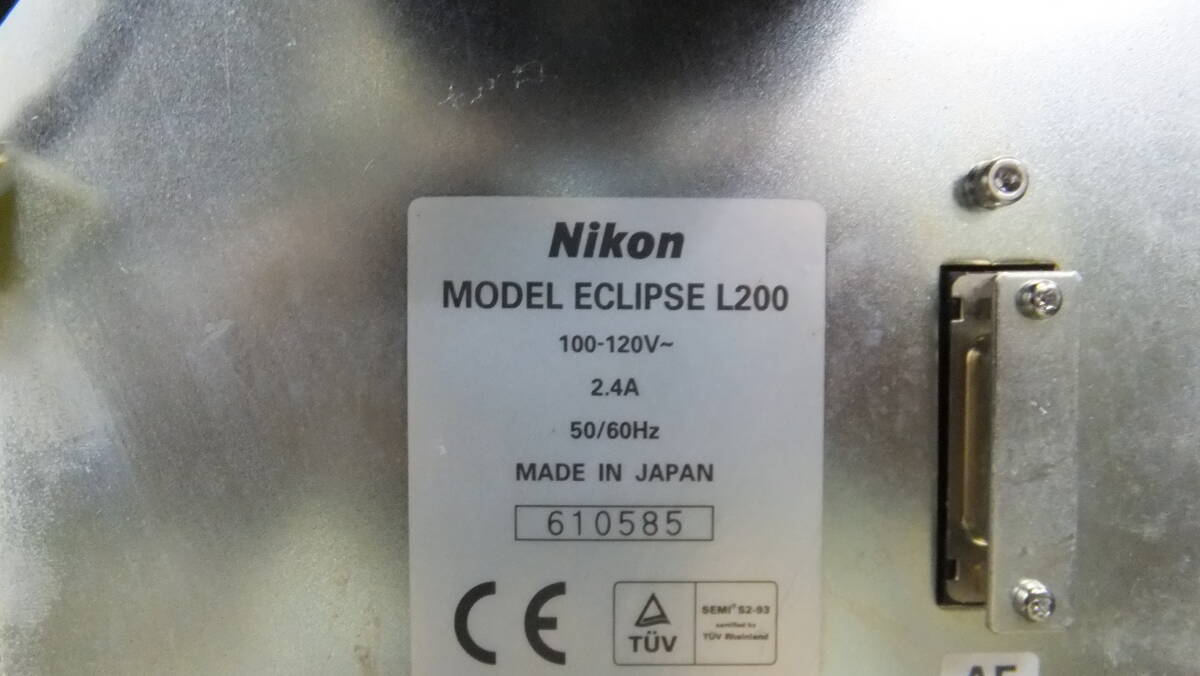 Nikon
MODEL ECLIPSE L200
100-120V~
2.4A
50/60Hz
MADE IN JAPAN
610585
CE
TÜV
SEMI® S2-93
certified by
TÜV Rheinland
AF